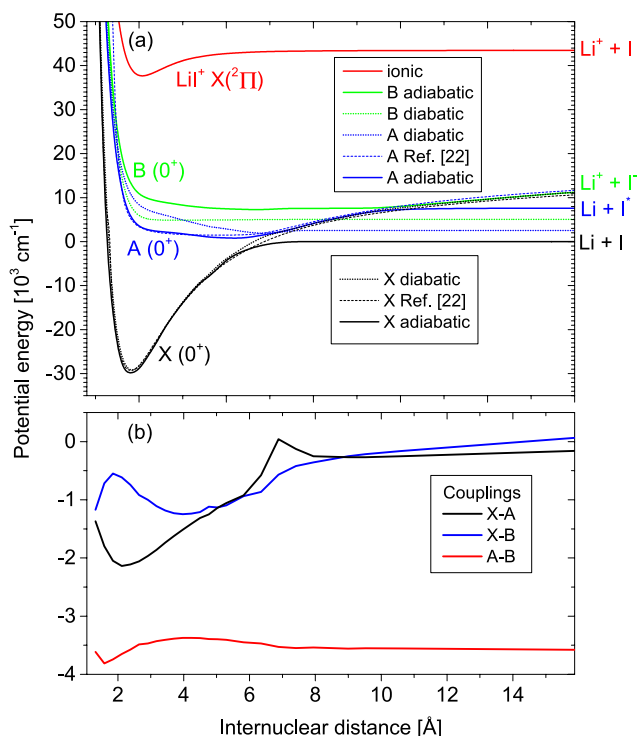 (a)
50
40
30
20
10
0
-10
-20
-30
Potential energy [10³ cm⁻¹]
LiI⁺ X(²Π)
ionic
B adiabatic
B diabatic
A diabatic
A Ref. [22]
A adiabatic
B (0⁺)
A (0⁺)
X (0⁺)
X diabatic
X Ref. [22]
X adiabatic
Li⁺ + I
Li⁺ + I⁻
Li + I*
Li + I
(b)
0
-1
-2
-3
-4
Couplings
X-A
X-B
A-B
2 4 6 8 10 12 14
Internuclear distance [Å]